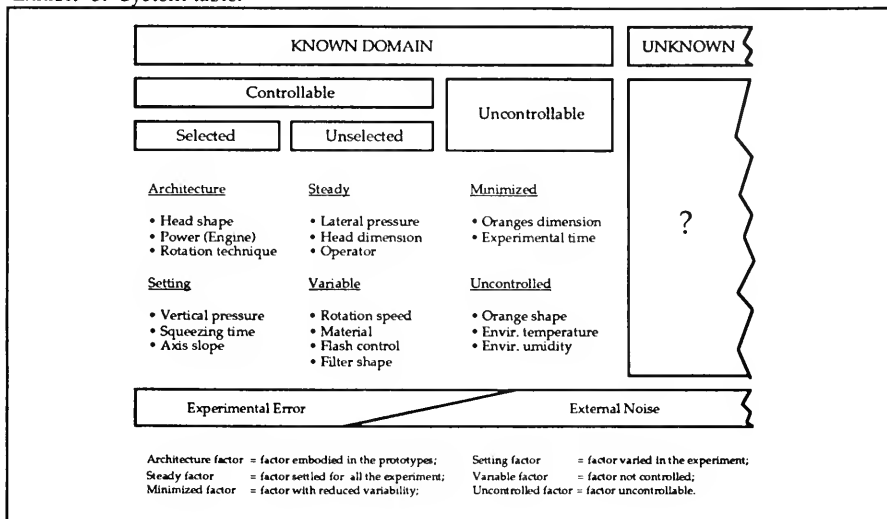 KNOWN DOMAIN
UNKNOWN
Controllable
Uncontrollable
Selected
Unselected
Architecture
• Head shape
• Power (Engine)
• Rotation technique
Steady
• Lateral pressure
• Head dimension
• Operator
Minimized
• Oranges dimension
• Experimental time
?
Setting
• Vertical pressure
• Squeezing time
• Axis slope
Variable
• Rotation speed
• Material
• Flash control
• Filter shape
Uncontrolled
• Orange shape
• Envir. temperature
• Envir. umidity
Experimental Error
External Noise
Architecture factor = factor embodied in the prototypes;
Steady factor = factor settled for all the experiment;
Minimized factor = factor with reduced variability;
Setting factor = factor varied in the experiment;
Variable factor = factor not controlled;
Uncontrolled factor = factor uncontrollable.